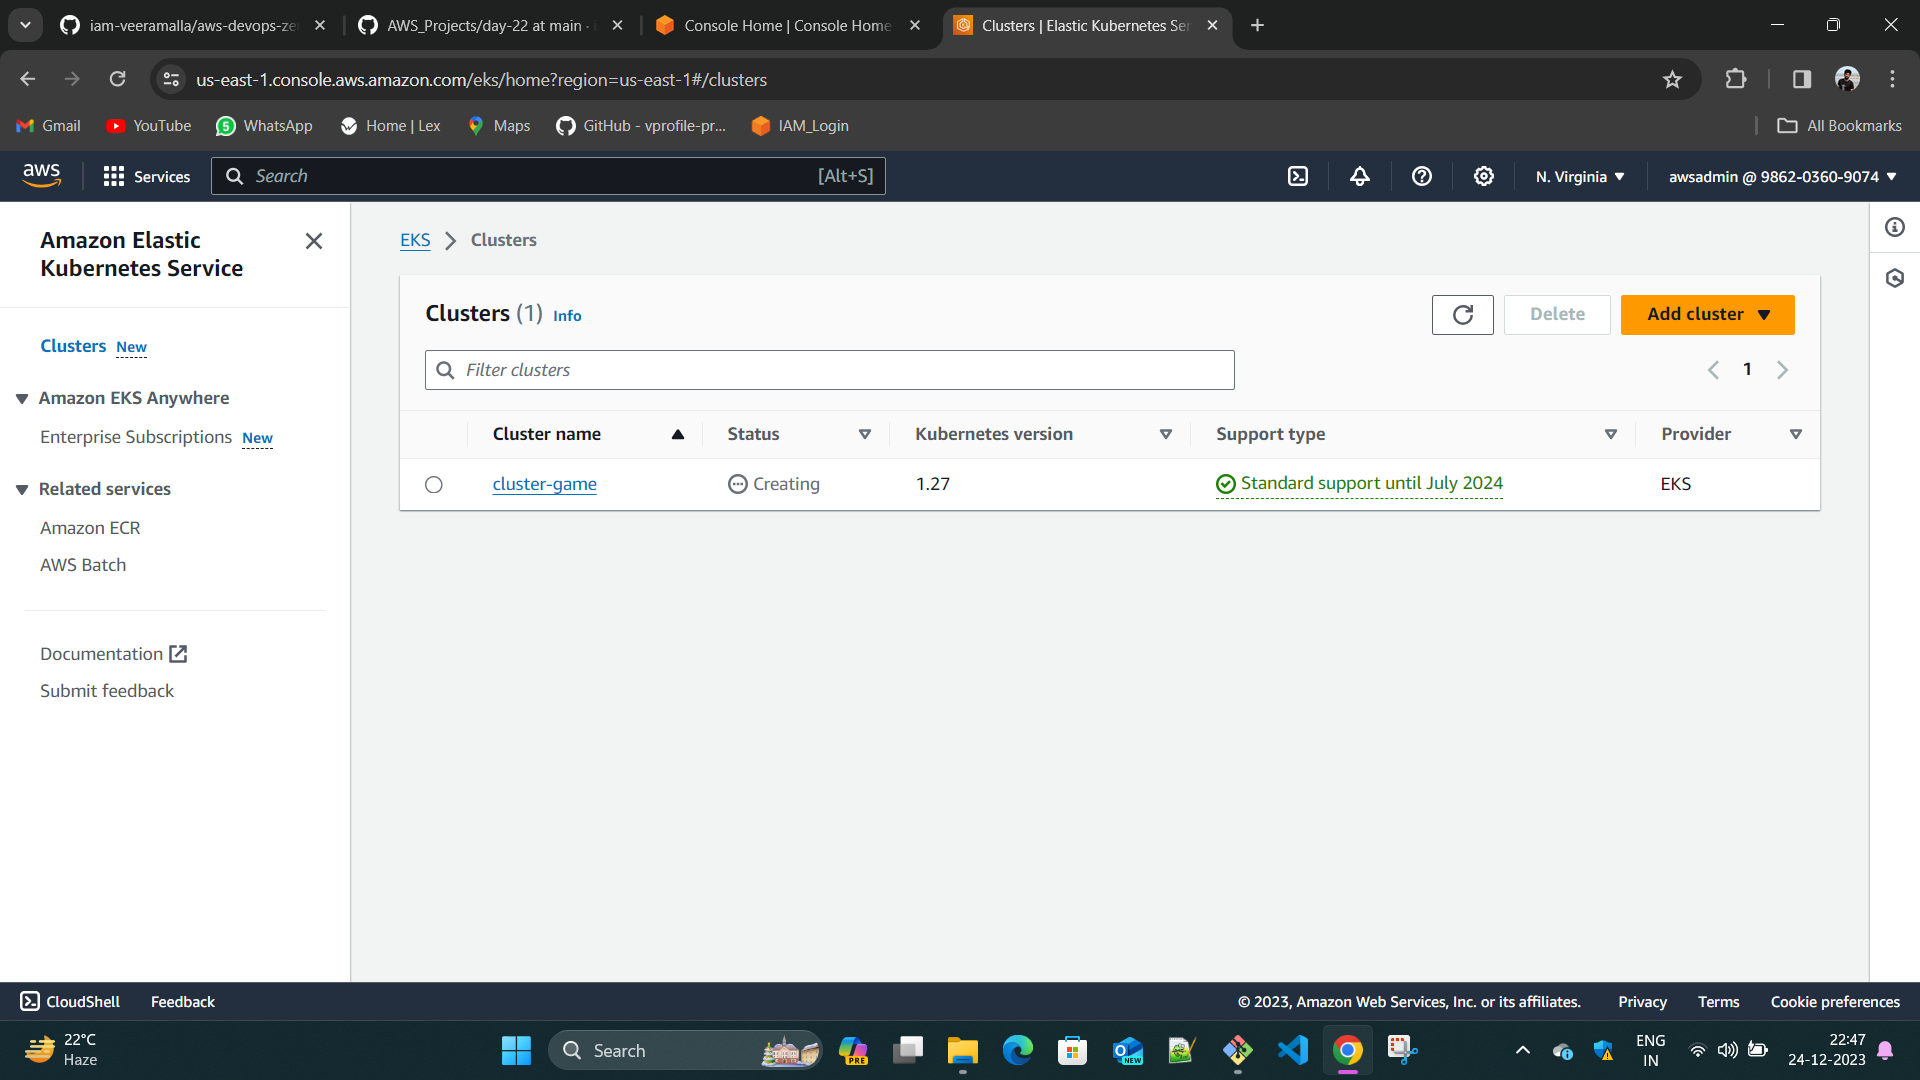 iam-veeramalla/aws-devops-ze
AWS_Projects/day-22 at main ·
Console Home | Console Home
Clusters | Elastic Kubernetes Ser
us-east-1.console.aws.amazon.com/eks/home?region=us-east-1#/clusters
Gmail
YouTube
5
WhatsApp
Home | Lex
Maps
GitHub - vprofile-pr...
IAM_Login
All Bookmarks
aws
Services
Search
[Alt+S]
N. Virginia
awsadmin @ 9862-0360-9074
Amazon Elastic
Kubernetes Service
Clusters New
Amazon EKS Anywhere
Enterprise Subscriptions New
Related services
Amazon ECR
AWS Batch
Documentation
Submit feedback
EKS
Clusters
Clusters (1) Info
Delete
Add cluster
Filter clusters
1
Cluster name
Status
Kubernetes version
Support type
Provider
cluster-game
Creating
1.27
Standard support until July 2024
EKS
CloudShell
Feedback
© 2023, Amazon Web Services, Inc. or its affiliates.
Privacy
Terms
Cookie preferences
22°C
Haze
Search
PRE
NEW
ENG
IN
22:47
24-12-2023